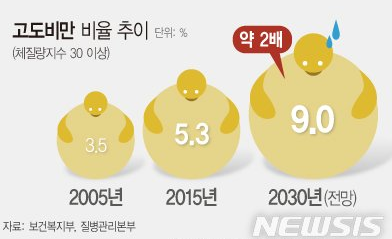 고도비만 비율 추이 단위: %
(체질량지수 30 이상)
약 2배
3.5
5.3
9.0
2005년
2015년
2030년(전망)
자료: 보건복지부, 질병관리본부
NEWSIS